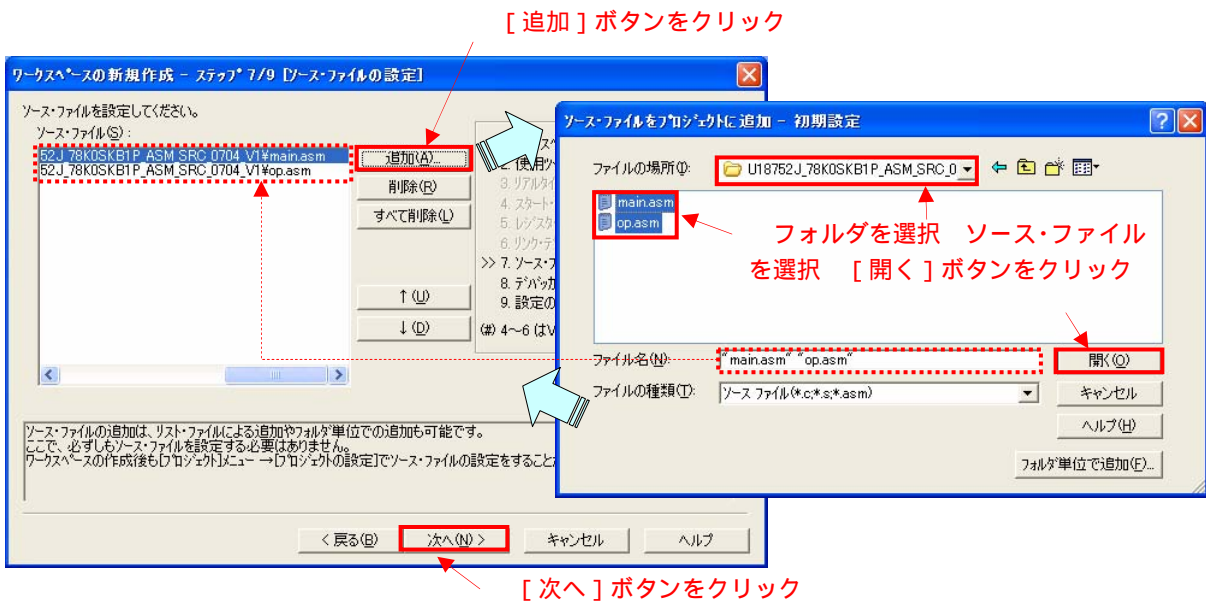 [ 追加 ] ボタンをクリック
ワークスペースの新規作成 - ステップ 7/9 [ソース・ファイルの設定]
ソース・ファイルを設定してください。
ソース・ファイル(S) :
52J_78K0SKB1P_ASM_SRC_0704_V1¥main.asm
52J_78K0SKB1P_ASM_SRC_0704_V1¥op.asm
追加(A)...
削除(R)
すべて削除(L)
↑(U)
↓(D)
2. 使用ツ
3. リアルタイ
4. スタート・
5. レジスタ
6. リンク・デ
>> 7. ソース・フ
8. デバッガ
9. 設定の
(#) 4~6 はV
ソース・ファイルの追加は、リスト・ファイルによる追加やフォルダ単位での追加も可能です。
ここで、必ずしもソース・ファイルを設定する必要はありません。
ワークスペースの作成後も[プロジェクト]メニュー →[プロジェクトの設定]でソース・ファイルの設定をすること
< 戻る(B)
次へ(N) >
キャンセル
ヘルプ
[ 次へ ] ボタンをクリック
ソース・ファイルをプロジェクトに追加 - 初期設定
ファイルの場所(I):
U18752J_78K0SKB1P_ASM_SRC_0
main.asm
op.asm
フォルダを選択 ソース・ファイル
を選択 [ 開く ] ボタンをクリック
ファイル名(N):
"main.asm" "op.asm"
開く(O)
ファイルの種類(T):
ソース ファイル(*.c;*.s;*.asm)
キャンセル
ヘルプ(H)
フォルダ単位で追加(F)...